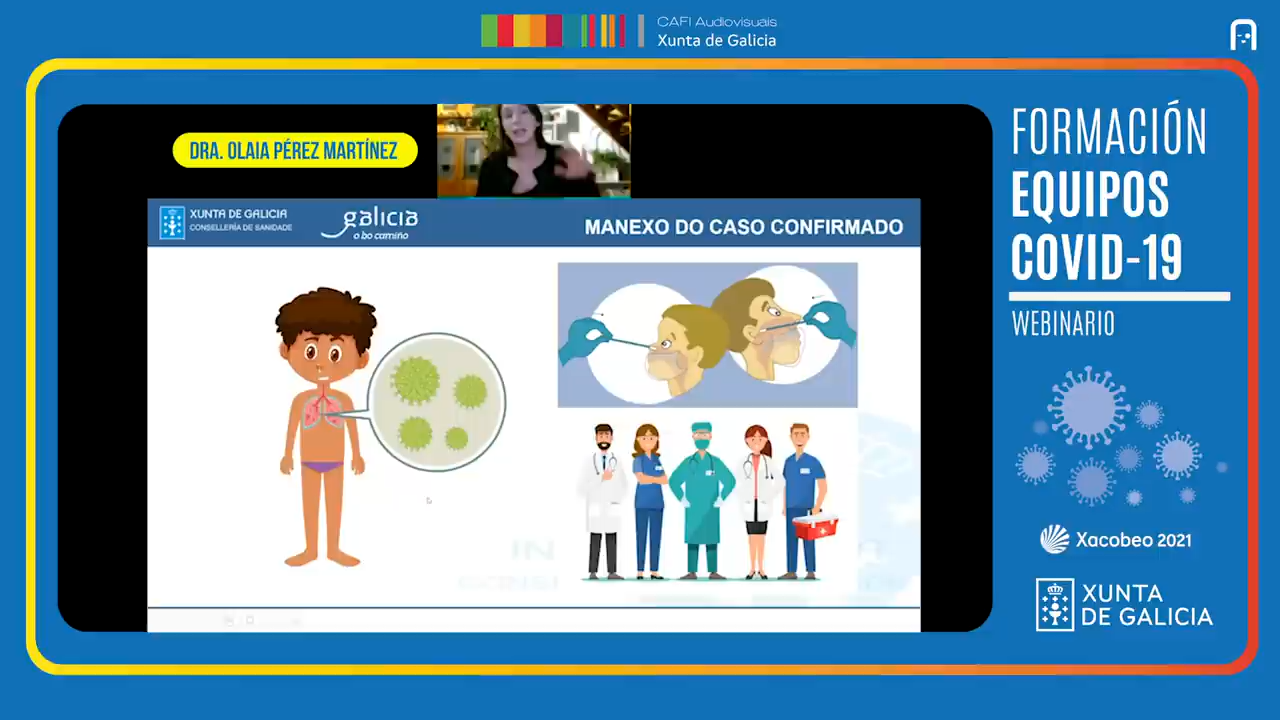 CAFI Audiovisuais
Xunta de Galicia
DRA. OLAIA PÉREZ MARTÍNEZ
XUNTA DE GALICIA
CONSELLERÍA DE SANIDADE
galicia
o bo camiño
MANEXO DO CASO CONFIRMADO
FORMACIÓN
EQUIPOS
COVID-19
WEBINARIO
Xacobeo 2021
XUNTA
DE GALICIA